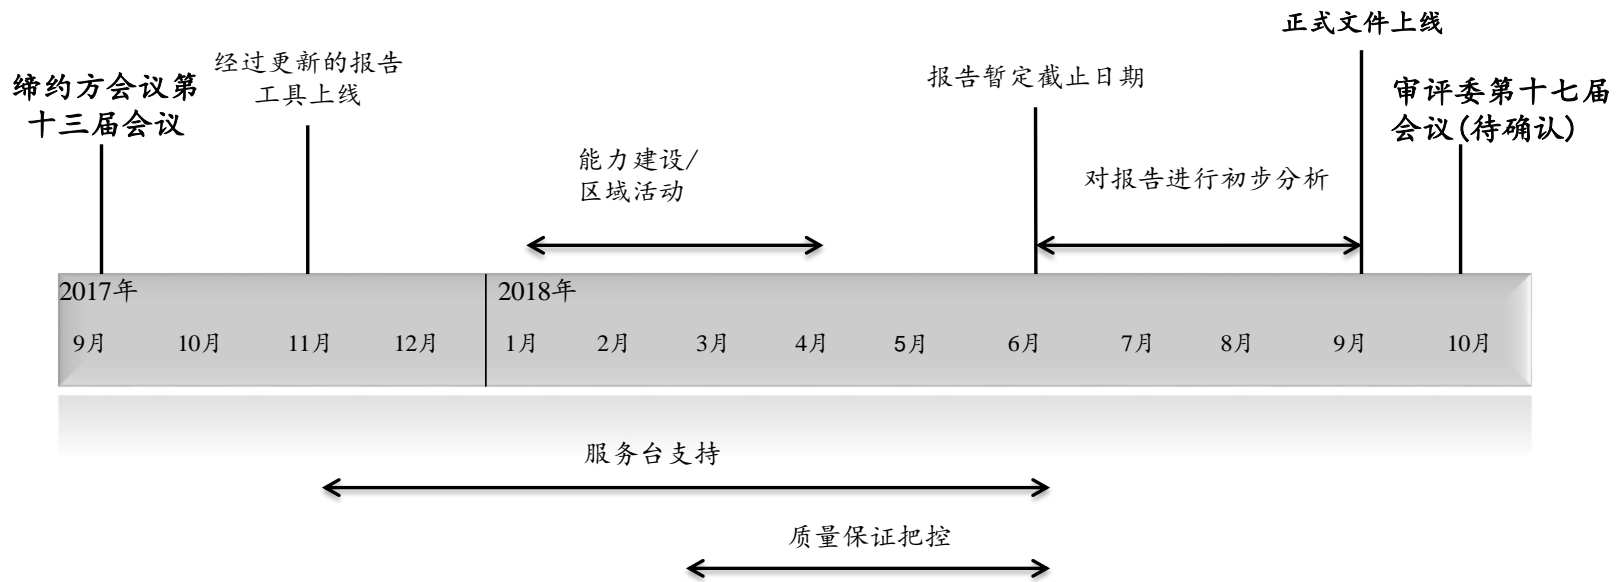 正式文件上线
经过更新的报告
工具上线
缔约方会议第
十三届会议
报告暂定截止日期
审评委第十七届
会议(待确认)
能力建设/
区域活动
对报告进行初步分析
2017年
2018年
9月 10月 11月 12月 1月 2月 3月 4月 5月 6月 7月 8月 9月 10月
服务台支持
质量保证把控